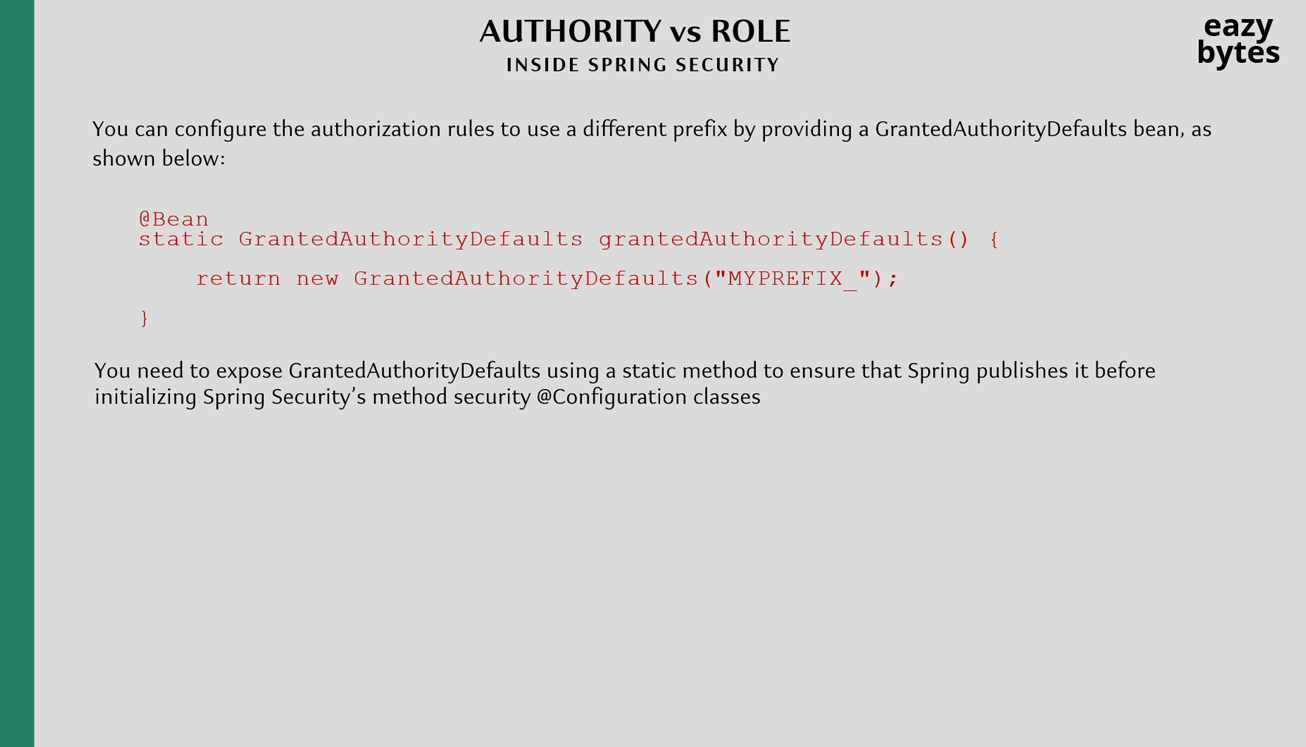 AUTHORITY vs ROLE
INSIDE SPRING SECURITY
eazy
bytes
You can configure the authorization rules to use a different prefix by providing a GrantedAuthorityDefaults bean, as
shown below:
@Bean
static GrantedAuthorityDefaults grantedAuthorityDefaults() {
return new GrantedAuthorityDefaults("MYPREFIX_");
}
You need to expose GrantedAuthorityDefaults using a static method to ensure that Spring publishes it before
initializing Spring Security’s method security @Configuration classes